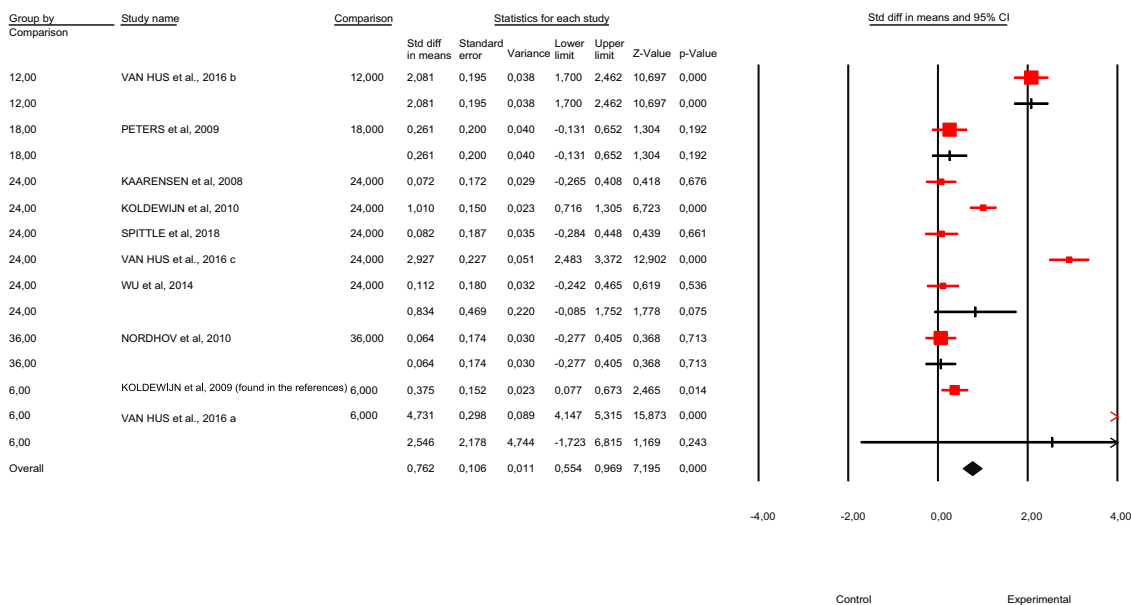 Group by Comparison Study name Comparison Statistics for each study Std diff in means and 95% CI
Std diff in means Standard error Variance Lower limit Upper limit Z-Value p-Value
12,00 VAN HUS et al., 2016 b 12,000 2,081 0,195 0,038 1,700 2,462 10,697 0,000
12,00 2,081 0,195 0,038 1,700 2,462 10,697 0,000
18,00 PETERS et al, 2009 18,000 0,261 0,200 0,040 -0,131 0,652 1,304 0,192
18,00 0,261 0,200 0,040 -0,131 0,652 1,304 0,192
24,00 KAARENSEN et al, 2008 24,000 0,072 0,172 0,029 -0,265 0,408 0,418 0,676
24,00 KOLDEWIJN et al, 2010 24,000 1,010 0,150 0,023 0,716 1,305 6,723 0,000
24,00 SPITTLE et al, 2018 24,000 0,082 0,187 0,035 -0,284 0,448 0,439 0,661
24,00 VAN HUS et al., 2016 c 24,000 2,927 0,227 0,051 2,483 3,372 12,902 0,000
24,00 WU et al, 2014 24,000 0,112 0,180 0,032 -0,242 0,465 0,619 0,536
24,00 0,834 0,469 0,220 -0,085 1,752 1,778 0,075
36,00 NORDHOV et al, 2010 36,000 0,064 0,174 0,030 -0,277 0,405 0,368 0,713
36,00 0,064 0,174 0,030 -0,277 0,405 0,368 0,713
6,00 KOLDEWIJN et al, 2009 (found in the references) 6,000 0,375 0,152 0,023 0,077 0,673 2,465 0,014
6,00 VAN HUS et al., 2016 a 6,000 4,731 0,298 0,089 4,147 5,315 15,873 0,000
6,00 2,546 2,178 4,744 -1,723 6,815 1,169 0,243
Overall 0,762 0,106 0,011 0,554 0,969 7,195 0,000
-4,00 -2,00 0,00 2,00 4,00
Control Experimental